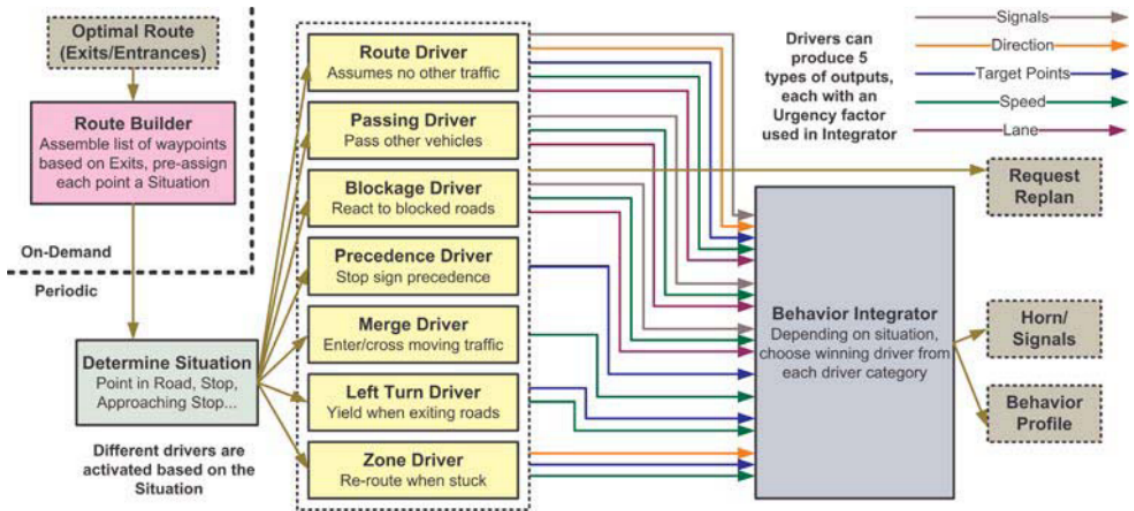 Optimal Route
(Exits/Entrances)
Route Builder
Assemble list of waypoints
based on Exits, pre-assign
each point a Situation
On-Demand
Periodic
Determine Situation
Point in Road, Stop,
Approaching Stop...
Different drivers are
activated based on the
Situation
Route Driver
Assumes no other traffic
Passing Driver
Pass other vehicles
Blockage Driver
React to blocked roads
Precedence Driver
Stop sign precedence
Merge Driver
Enter/cross moving traffic
Left Turn Driver
Yield when exiting roads
Zone Driver
Re-route when stuck
Drivers can
produce 5
types of outputs,
each with an
Urgency factor
used in Integrator
Signals
Direction
Target Points
Speed
Lane
Behavior Integrator
Depending on situation,
choose winning driver from
each driver category
Request
Replan
Horn/
Signals
Behavior
Profile